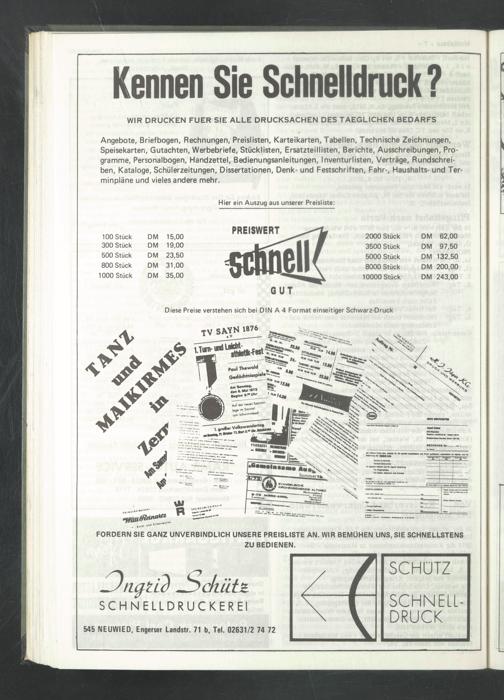 Kennen Sie Schnelldruck?
WIR DRUCKEN FUER SIE ALLE DRUCKSACHEN DES TAEGLICHEN BEDARFS
Angebote, Briefbogen, Rechnungen, Preislisten, Karteikarten, Tabellen, Technische Zeichnungen,
Speisekarten, Gutachten, Werbebriefe, Stücklisten, Ersatzteillisten, Berichte, Ausschreibungen, Pro-
gramme, Personalbogen, Handzettel, Bedienungsanleitungen, Inventurlisten, Verträge, Rundschrei-
ben, Kataloge, Schülerzeitungen, Dissertationen, Denk- und Festschriften, Fahr-, Haushalts- und Ter-
minpläne und vieles andere mehr.
Hier ein Auszug aus unserer Preisliste:
100 Stück DM 15,00
300 Stück DM 19,00
500 Stück DM 23,50
800 Stück DM 31,00
1000 Stück DM 35,00
PREISWERT
schnell
GUT
2000 Stück DM 62,00
3500 Stück DM 97,50
5000 Stück DM 132,50
8000 Stück DM 200,00
10000 Stück DM 243,00
Diese Preise verstehen sich bei DIN A 4 Format einseitiger Schwarz-Druck
TANZ
und
MAIKIRMES
in
TV SAYN 1876
1. Turn- und Leicht-
athletik-Fest
Paul Thewald
Gedächtnisspiele
1. großer Volkswandertag
Gemeinsame
FORDERN SIE GANZ UNVERBINDLICH UNSERE PREISLISTE AN. WIR BEMÜHEN UNS, SIE SCHNELLSTENS
ZU BEDIENEN.
Ingrid Schütz
SCHNELLDRUCKEREI
545 NEUWIED, Engerser Landstr. 71 b, Tel. 02631/2 74 72
SCHÜTZ
SCHNELL-
DRUCK